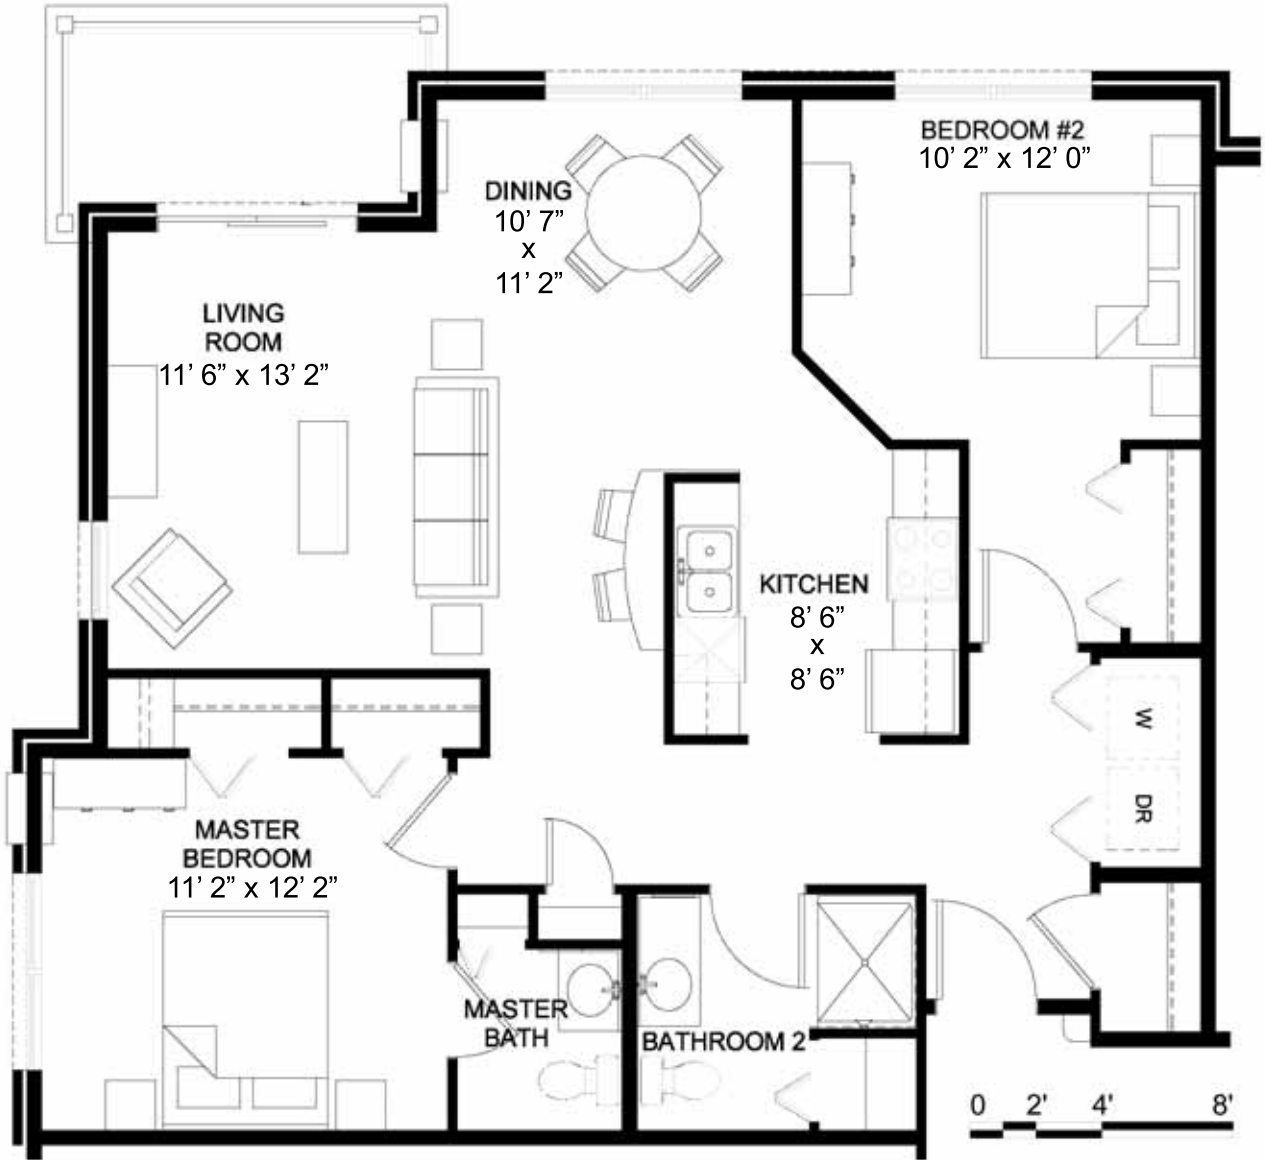 BEDROOM #2
10’ 2” x 12’ 0”
DINING
10’ 7”
x
11’ 2”
LIVING
ROOM
11’ 6” x 13’ 2”
KITCHEN
8’ 6”
x
8’ 6”
W
DR
MASTER
BEDROOM
11’ 2” x 12’ 2”
MASTER
BATH
BATHROOM 2
0 2' 4' 8'